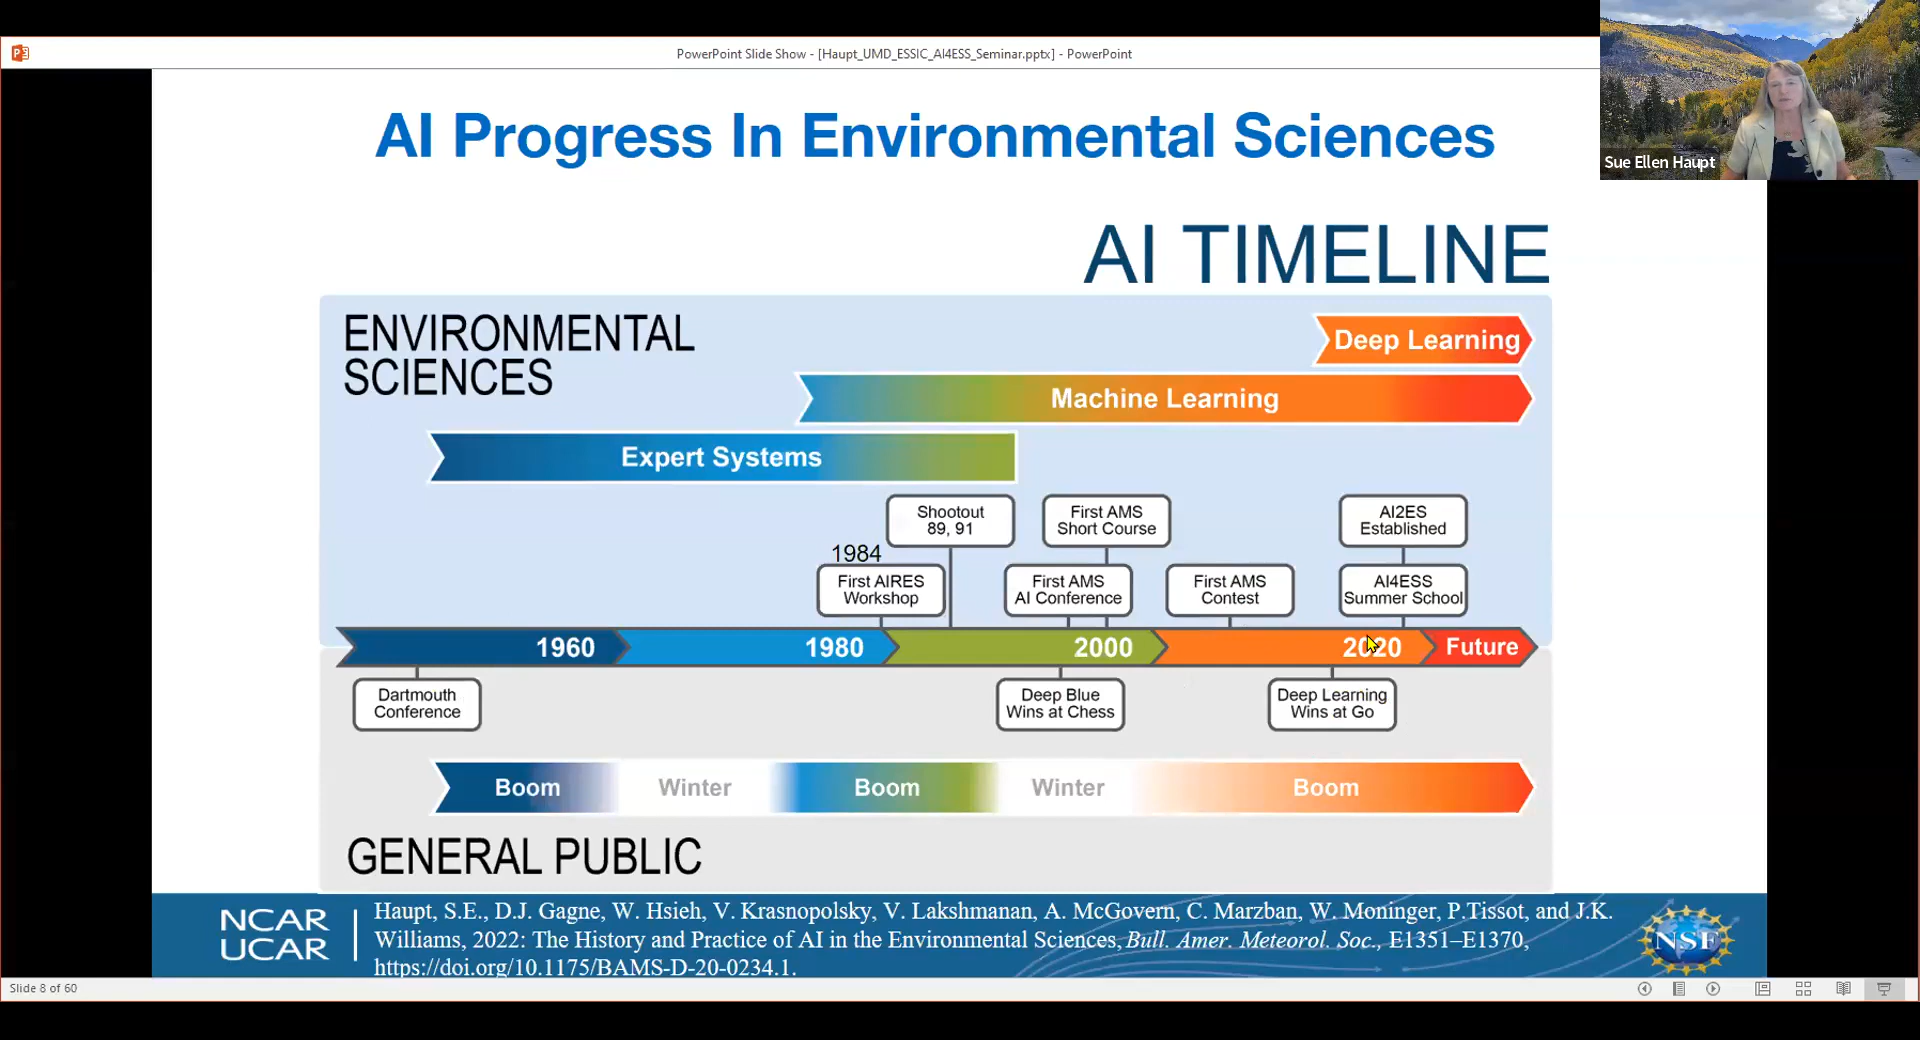 PowerPoint Slide Show - [Haupt_UMD_ESSIC_AI4ESS_Seminar.pptx] - PowerPoint
Sue Ellen Haupt
AI Progress In Environmental Sciences
AI TIMELINE
ENVIRONMENTAL
SCIENCES
Deep Learning
Machine Learning
Expert Systems
Shootout
89, 91
First AMS
Short Course
AI2ES
Established
1984
First AIRES
Workshop
First AMS
AI Conference
First AMS
Contest
AI4ESS
Summer School
1960
1980
2000
2020
Future
Dartmouth
Conference
Deep Blue
Wins at Chess
Deep Learning
Wins at Go
Boom
Winter
Boom
Winter
Boom
GENERAL PUBLIC
NCAR
UCAR
Haupt, S.E., D.J. Gagne, W. Hsieh, V. Krasnopolsky, V. Lakshmanan, A. McGovern, C. Marzban, W. Moninger, P.Tissot, and J.K.
Williams, 2022: The History and Practice of AI in the Environmental Sciences, Bull. Amer. Meteorol. Soc., E1351–E1370,
https://doi.org/10.1175/BAMS-D-20-0234.1.
NSF
Slide 8 of 60